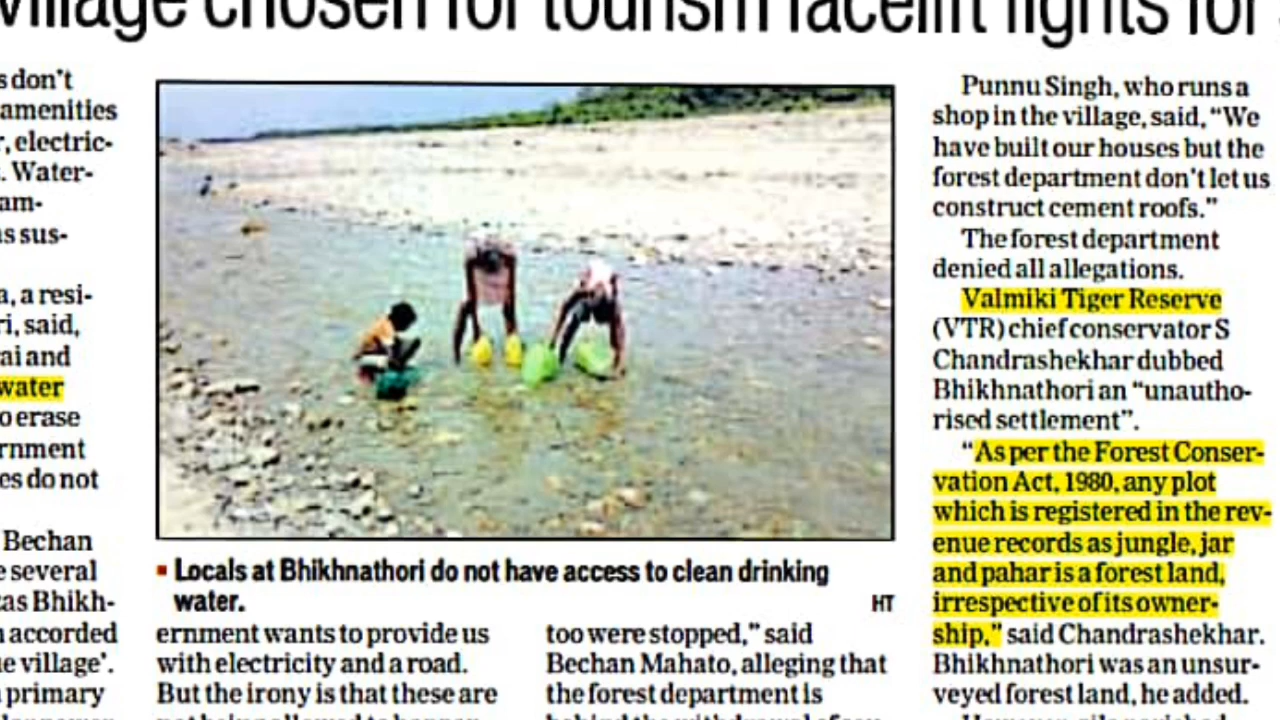 village chosen for tourism facelift fights for
s don't
amenities
r, electric-
. Water-
am-
s sus-
a, a resi-
ri, said,
ai and
water
o erase
rnment
es do not
Bechan
e several
as Bhikh-
n accorded
e village'.
primary
▪ Locals at Bhikhnathori do not have access to clean drinking
water.
HT
ernment wants to provide us
with electricity and a road.
But the irony is that these are
too were stopped," said
Bechan Mahato, alleging that
the forest department is
Punnu Singh, who runs a
shop in the village, said, "We
have built our houses but the
forest department don't let us
construct cement roofs."
The forest department
denied all allegations.
Valmiki Tiger Reserve
(VTR) chief conservator S
Chandrashekhar dubbed
Bhikhnathori an "unautho-
rised settlement".
"As per the Forest Conser-
vation Act, 1980, any plot
which is registered in the rev-
enue records as jungle, jar
and pahar is a forest land,
irrespective of its owner-
ship," said Chandrashekhar.
Bhikhnathori was an unsur-
veyed forest land, he added.